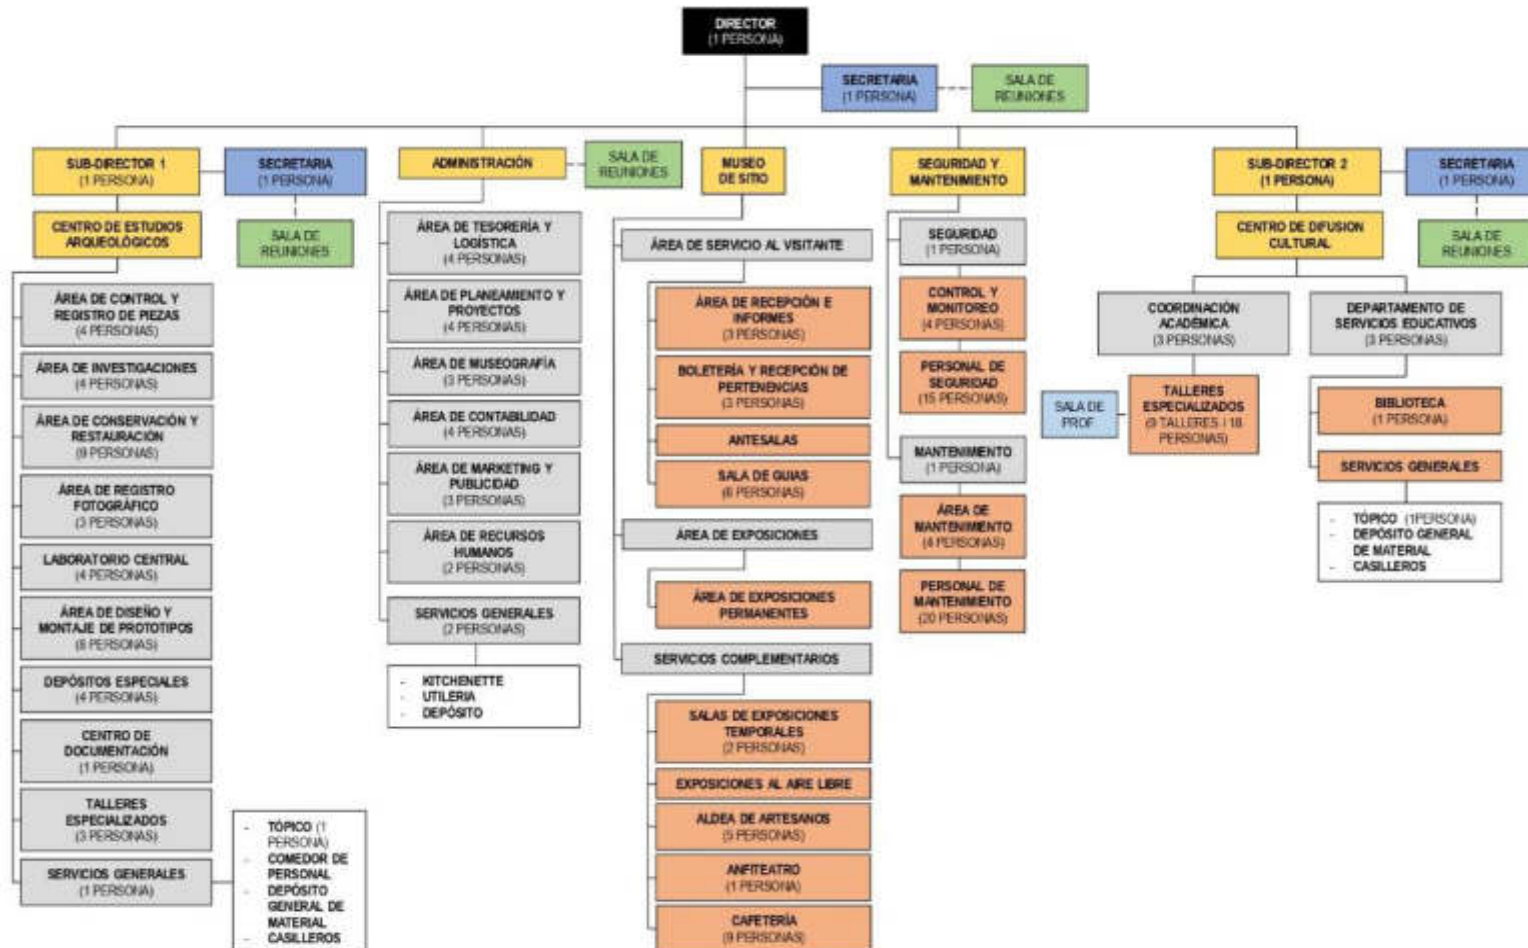 DIRECTOR
(1 PERSONA)
SECRETARIA
(1 PERSONA)
SALA DE
REUNIONES
SUB-DIRECTOR 1
(1 PERSONA)
SECRETARIA
(1 PERSONA)
SALA DE
REUNIONES
CENTRO DE ESTUDIOS
ARQUEOLÓGICOS
ÁREA DE CONTROL Y
REGISTRO DE PIEZAS
(4 PERSONAS)
ÁREA DE INVESTIGACIONES
(4 PERSONAS)
ÁREA DE CONSERVACIÓN Y
RESTAURACIÓN
(9 PERSONAS)
ÁREA DE REGISTRO
FOTOGRÁFICO
(3 PERSONAS)
LABORATORIO CENTRAL
(4 PERSONAS)
ÁREA DE DISEÑO Y
MONTAJE DE PROTOTIPOS
PERSONAS)
DEPÓSITOS ESPECIALES
(4 PERSONAS)
CENTRO DE
DOCUMENTACIÓN
(1 PERSONA)
TALLERES
ESPECIALIZADOS
(3 PERSONAS)
SERVICIOS GENERALES
(1 PERSONA)
- TÓPICO (1
PERSONA)
- COMEDOR DE
PERSONAL
- DEPÓSITO
GENERAL DE
MATERIAL
- CASILLEROS
ADMINISTRACIÓN
SALA DE
REUNIONES
ÁREA DE TESORERÍA Y
LOGÍSTICA
(4 PERSONAS)
ÁREA DE PLANEAMIENTO Y
PROYECTOS
(4 PERSONAS)
ÁREA DE MUSEOGRAFÍA
(3 PERSONAS)
ÁREA DE CONTABILIDAD
(4 PERSONAS)
ÁREA DE MARKETING Y
PUBLICIDAD
(3 PERSONAS)
ÁREA DE RECURSOS
HUMANOS
(2 PERSONAS)
SERVICIOS GENERALES
(2 PERSONAS)
- KITCHENETTE
- UTILERIA
- DEPÓSITO
MUSEO
DE SITIO
ÁREA DE SERVICIO AL VISITANTE
ÁREA DE RECEPCIÓN E
INFORMES
(3 PERSONAS)
BOLETERÍA Y RECEPCIÓN DE
PERTENENCIAS
(3 PERSONAS)
ANTESALAS
SALA DE GUIAS
PERSONAS)
ÁREA DE EXPOSICIONES
ÁREA DE EXPOSICIONES
PERMANENTES
SERVICIOS COMPLEMENTARIOS
SALAS DE EXPOSICIONES
TEMPORALES
(2 PERSONAS)
EXPOSICIONES AL AIRE LIBRE
ALDEA DE ARTESANOS
(5 PERSONAS)
ANFITEATRO
(1 PERSONA)
CAFETERÍA
(9 PERSONAS)
SEGURIDAD Y
MANTENIMIENTO
SEGURIDAD
(1 PERSONA)
CONTROL Y
MONITOREO
(4 PERSONAS)
PERSONAL DE
SEGURIDAD
(15 PERSONAS)
MANTENIMIENTO
(1 PERSONA)
ÁREA DE
MANTENIMIENTO
(4 PERSONAS)
PERSONAL DE
MANTENIMIENTO
(20 PERSONAS)
SUB-DIRECTOR 2
(1 PERSONA)
SECRETARIA
(1 PERSONA)
SALA DE
REUNIONES
CENTRO DE DIFUSION
CULTURAL
COORDINACIÓN
ACADÉMICA
(3 PERSONAS)
SALA DE
PROF
TALLERES
ESPECIALIZADOS
(9 TALLERES / 18
PERSONAS)
DEPARTAMENTO DE
SERVICIOS EDUCATIVOS
(3 PERSONAS)
BIBLIOTECA
(1 PERSONA)
SERVICIOS GENERALES
- TÓPICO (1PERSONA)
- DEPÓSITO GENERAL
DE MATERIAL
- CASILLEROS